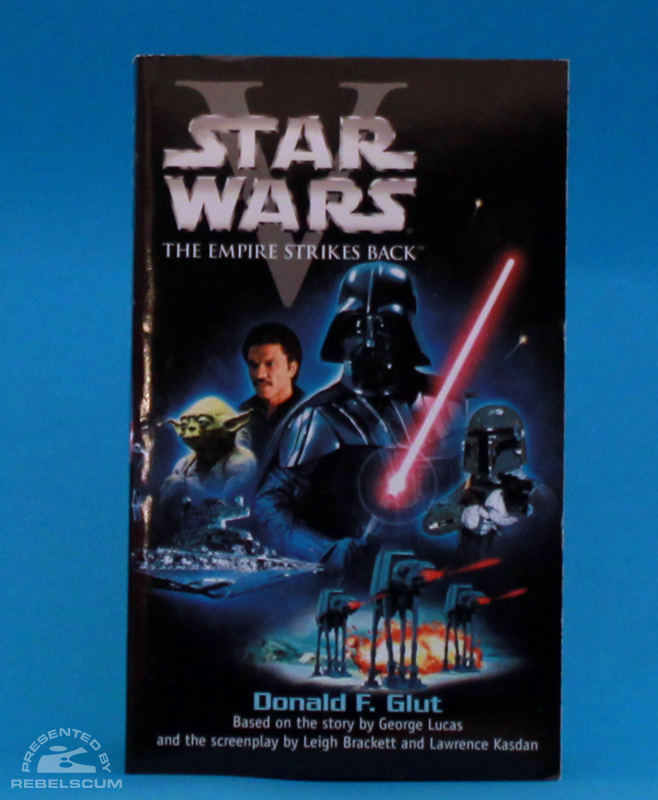 V
STAR
WARS
THE EMPIRE STRIKES BACK™
Donald F. Glut
Based on the story by George Lucas
and the screenplay by Leigh Brackett and Lawrence Kasdan
PRESENTED BY
REBELSCUM